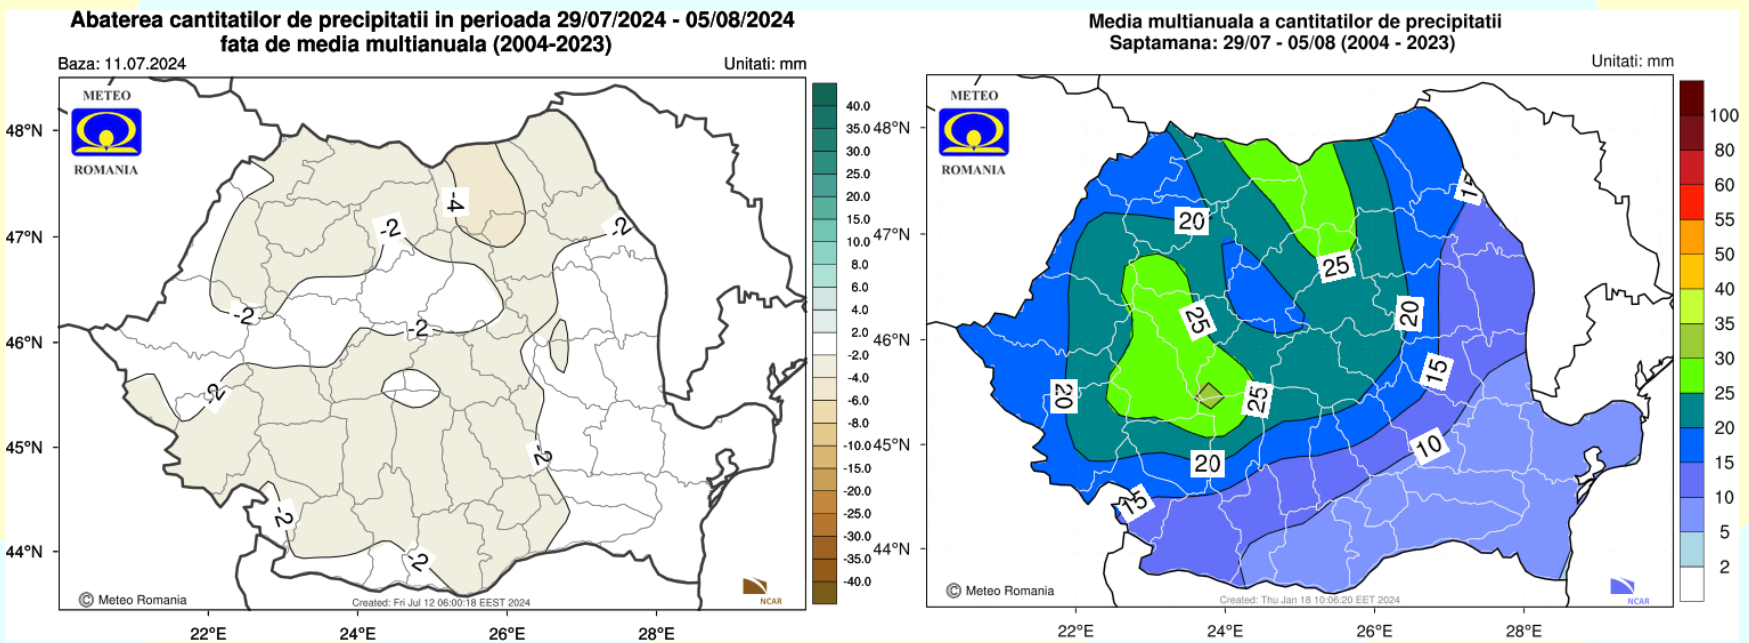 Abaterea cantitatilor de precipitatii in perioada 29/07/2024 - 05/08/2024
fata de media multianuala (2004-2023)
Baza: 11.07.2024
Unitati: mm
METEO
ROMANIA
48°N
47°N
46°N
45°N
44°N
-4
-2
-2
-2
-2
-2
-2
-2
-2
40.0
35.0
30.0
25.0
20.0
15.0
10.0
8.0
6.0
4.0
2.0
-2.0
-4.0
-6.0
-8.0
-10.0
-15.0
-20.0
-25.0
-30.0
-35.0
-40.0
© Meteo Romania
Created: Fri Jul 12 06:00:18 EEST 2024
NCAR
22°E
24°E
26°E
28°E
Media multianuala a cantitatilor de precipitatii
Saptamana: 29/07 - 05/08 (2004 - 2023)
Unitati: mm
METEO
ROMANIA
48°N
47°N
46°N
45°N
44°N
15
20
25
25
20
15
20
25
10
20
15
100
80
60
55
50
40
35
30
25
20
15
10
5
2
© Meteo Romania
Created: Thu Jan 18 10:06:20 EET 2024
NCAR
22°E
24°E
26°E
28°E